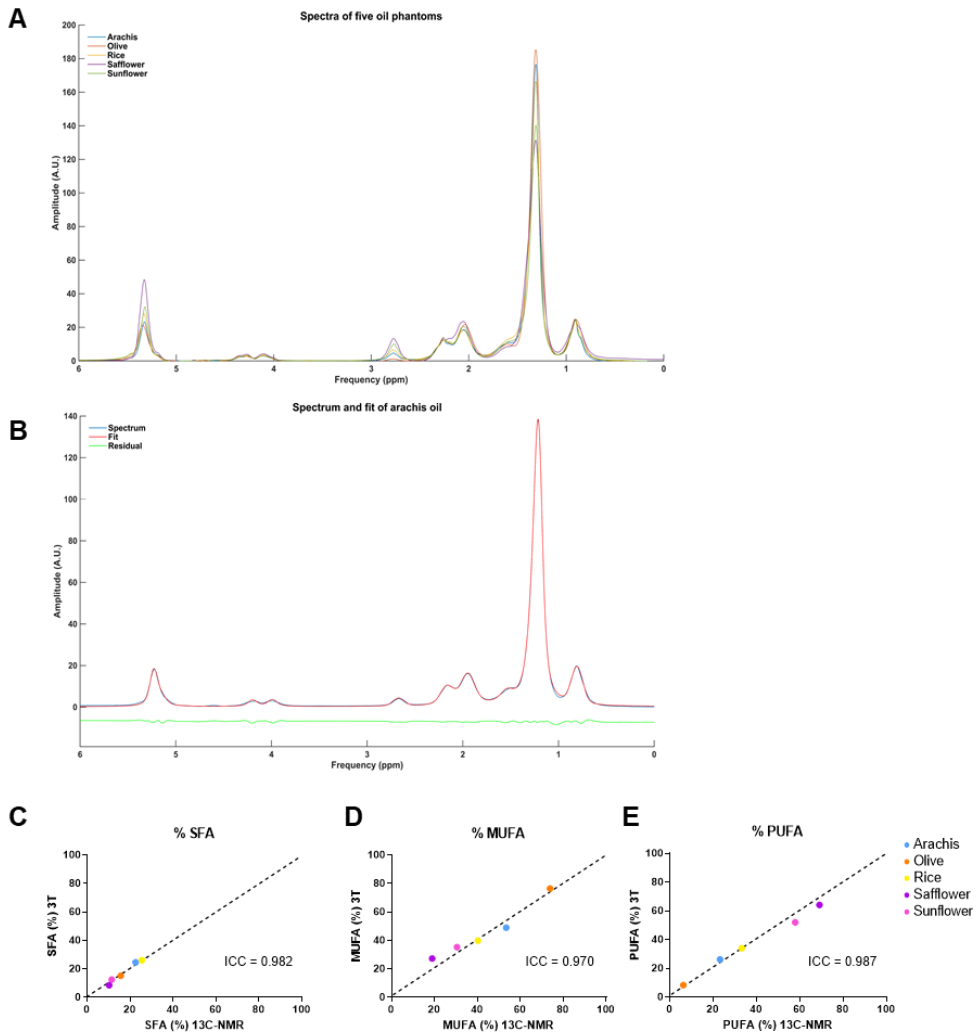 A
Spectra of five oil phantoms
Arachis
Olive
Rice
Safflower
Sunflower
200
180
160
140
120
100
80
60
40
20
0
Amplitude (A.U.)
6 5 4 3 2 1 0
Frequency (ppm)
B
Spectrum and fit of arachis oil
Spectrum
Fit
Residual
140
120
100
80
60
40
20
0
Amplitude (A.U.)
6 5 4 3 2 1 0
Frequency (ppm)
C
% SFA
100
80
60
40
20
0
SFA (%) 3T
ICC = 0.982
0 20 40 60 80 100
SFA (%) 13C-NMR
D
% MUFA
100
80
60
40
20
0
MUFA (%) 3T
ICC = 0.970
0 20 40 60 80 100
MUFA (%) 13C-NMR
E
% PUFA
100
80
60
40
20
0
PUFA (%) 3T
ICC = 0.987
0 20 40 60 80 100
PUFA (%) 13C-NMR
Arachis
Olive
Rice
Safflower
Sunflower